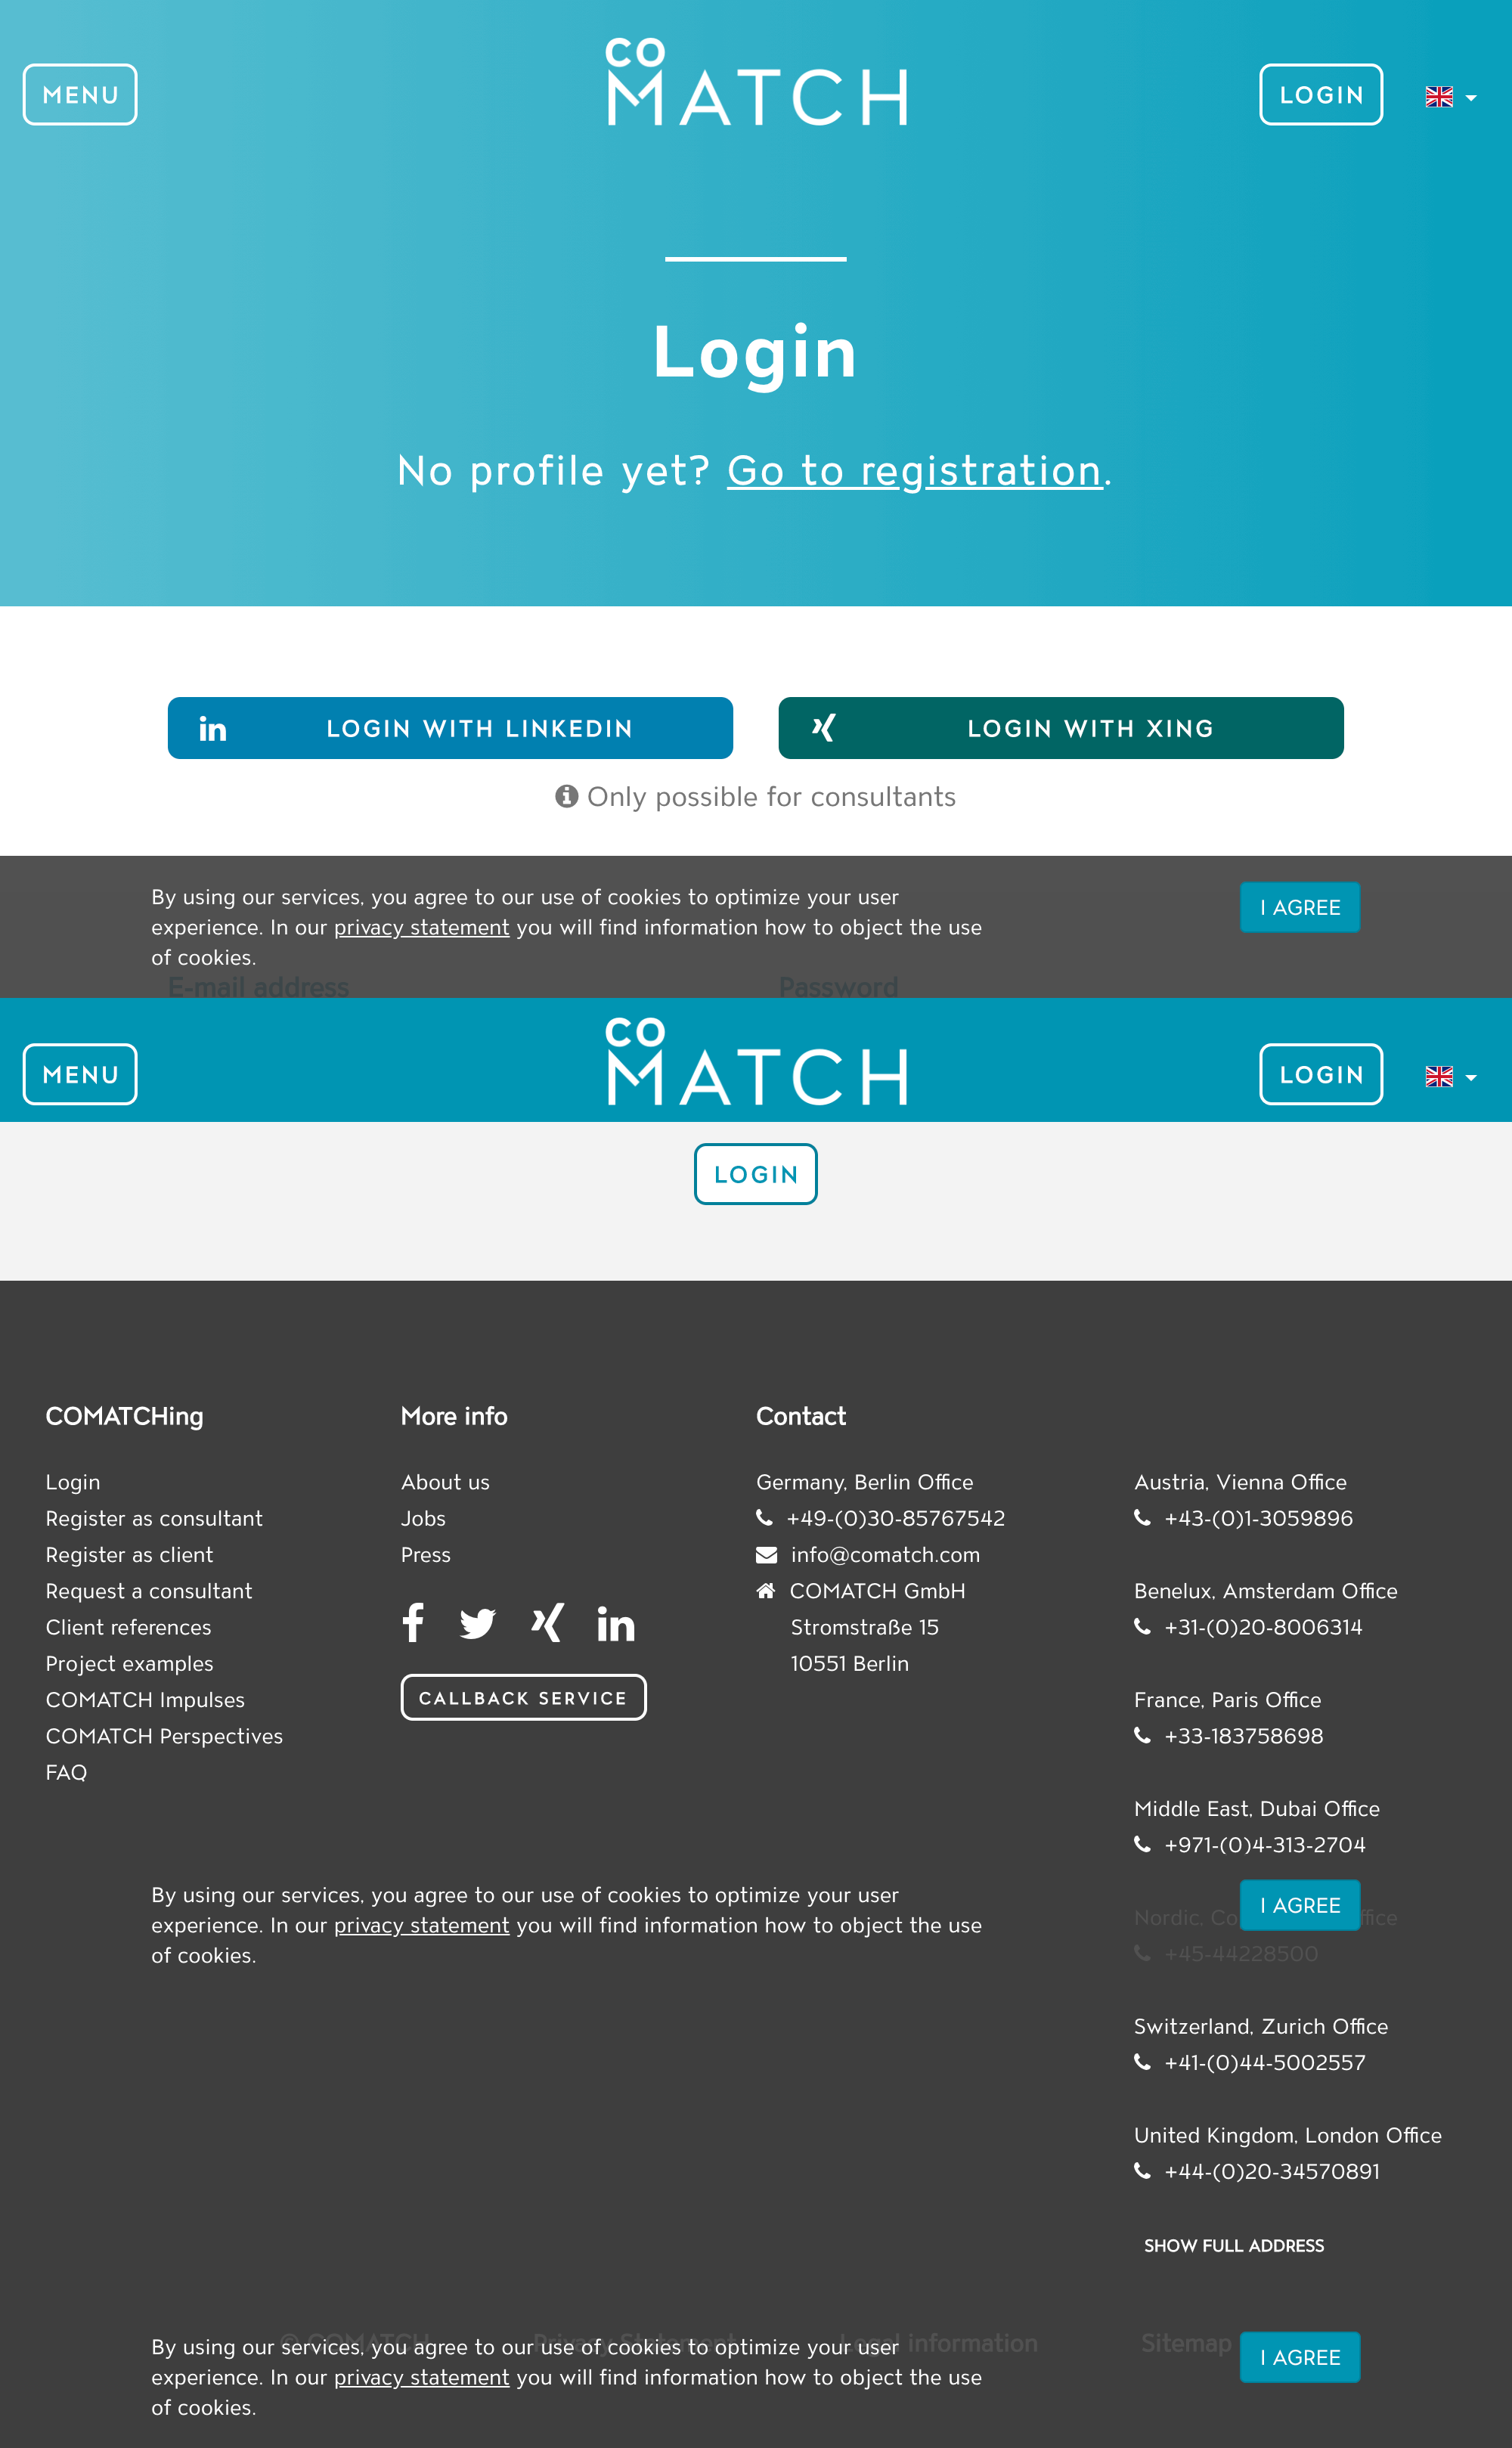 MENU
CO
MATCH
LOGIN
Login
No profile yet? Go to registration.
in LOGIN WITH LINKEDIN
LOGIN WITH XING
Only possible for consultants
By using our services, you agree to our use of cookies to optimize your user
experience. In our privacy statement you will find information how to object the use
of cookies.
I AGREE
E-mail address
Password
MENU
CO
MATCH
LOGIN
LOGIN
COMATCHing
Login
Register as consultant
Register as client
Request a consultant
Client references
Project examples
COMATCH Impulses
COMATCH Perspectives
FAQ
More info
About us
Jobs
Press
f in
CALLBACK SERVICE
Contact
Germany, Berlin Office
+49-(0)30-85767542
info@comatch.com
COMATCH GmbH
Stromstraße 15
10551 Berlin
Austria, Vienna Office
+43-(0)1-3059896
Benelux, Amsterdam Office
+31-(0)20-8006314
France, Paris Office
+33-183758698
Middle East, Dubai Office
+971-(0)4-313-2704
By using our services, you agree to our use of cookies to optimize your user
experience. In our privacy statement you will find information how to object the use
of cookies.
I AGREE
Nordic,
+45-44228500
Switzerland, Zurich Office
+41-(0)44-5002557
United Kingdom, London Office
+44-(0)20-34570891
SHOW FULL ADDRESS
© COMATCH Privacy Statement Legal information Sitemap
By using our services, you agree to our use of cookies to optimize your user
experience. In our privacy statement you will find information how to object the use
of cookies.
I AGREE